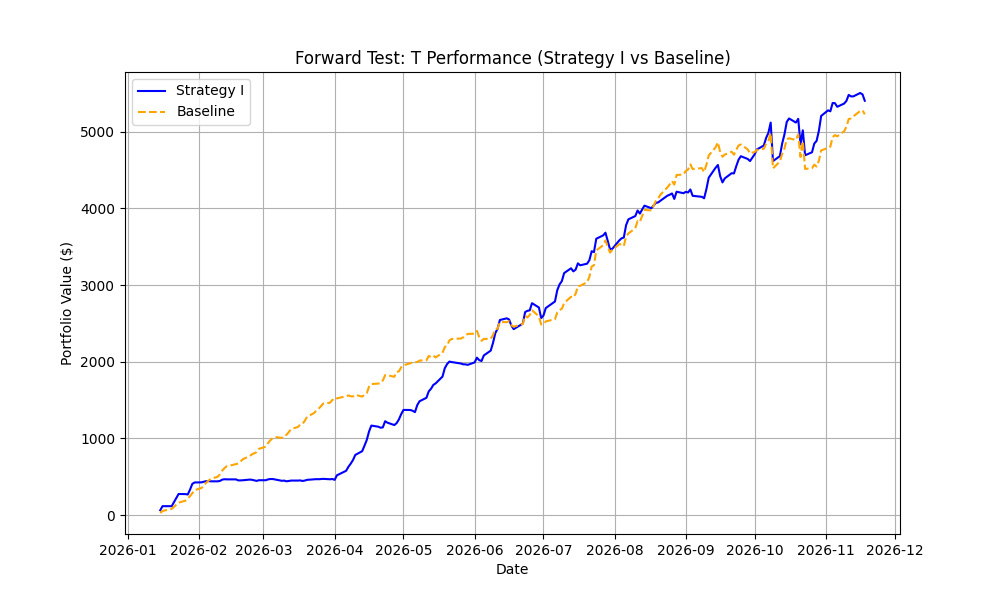 Forward Test: T Performance (Strategy I vs Baseline)
Strategy I
Baseline
Portfolio Value ($)
5000
4000
3000
2000
1000
0
2026-01 2026-02 2026-03 2026-04 2026-05 2026-06 2026-07 2026-08 2026-09 2026-10 2026-11 2026-12
Date